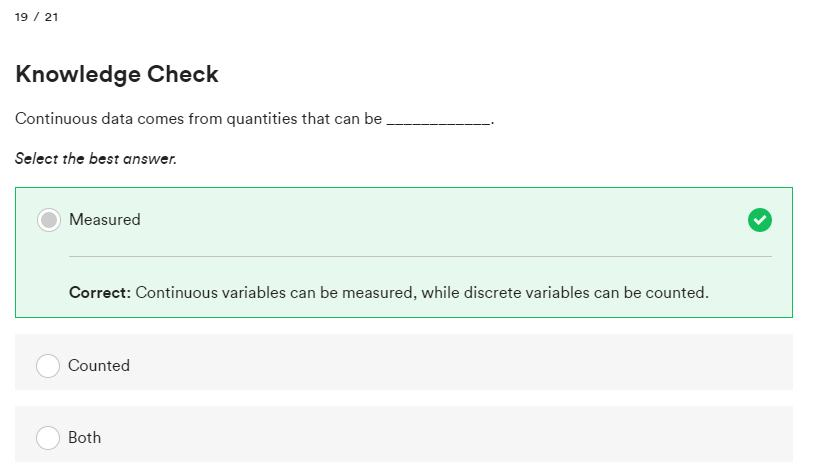 19 / 21
Knowledge Check
Continuous data comes from quantities that can be ____________.
Select the best answer.
Measured
Correct: Continuous variables can be measured, while discrete variables can be counted.
Counted
Both